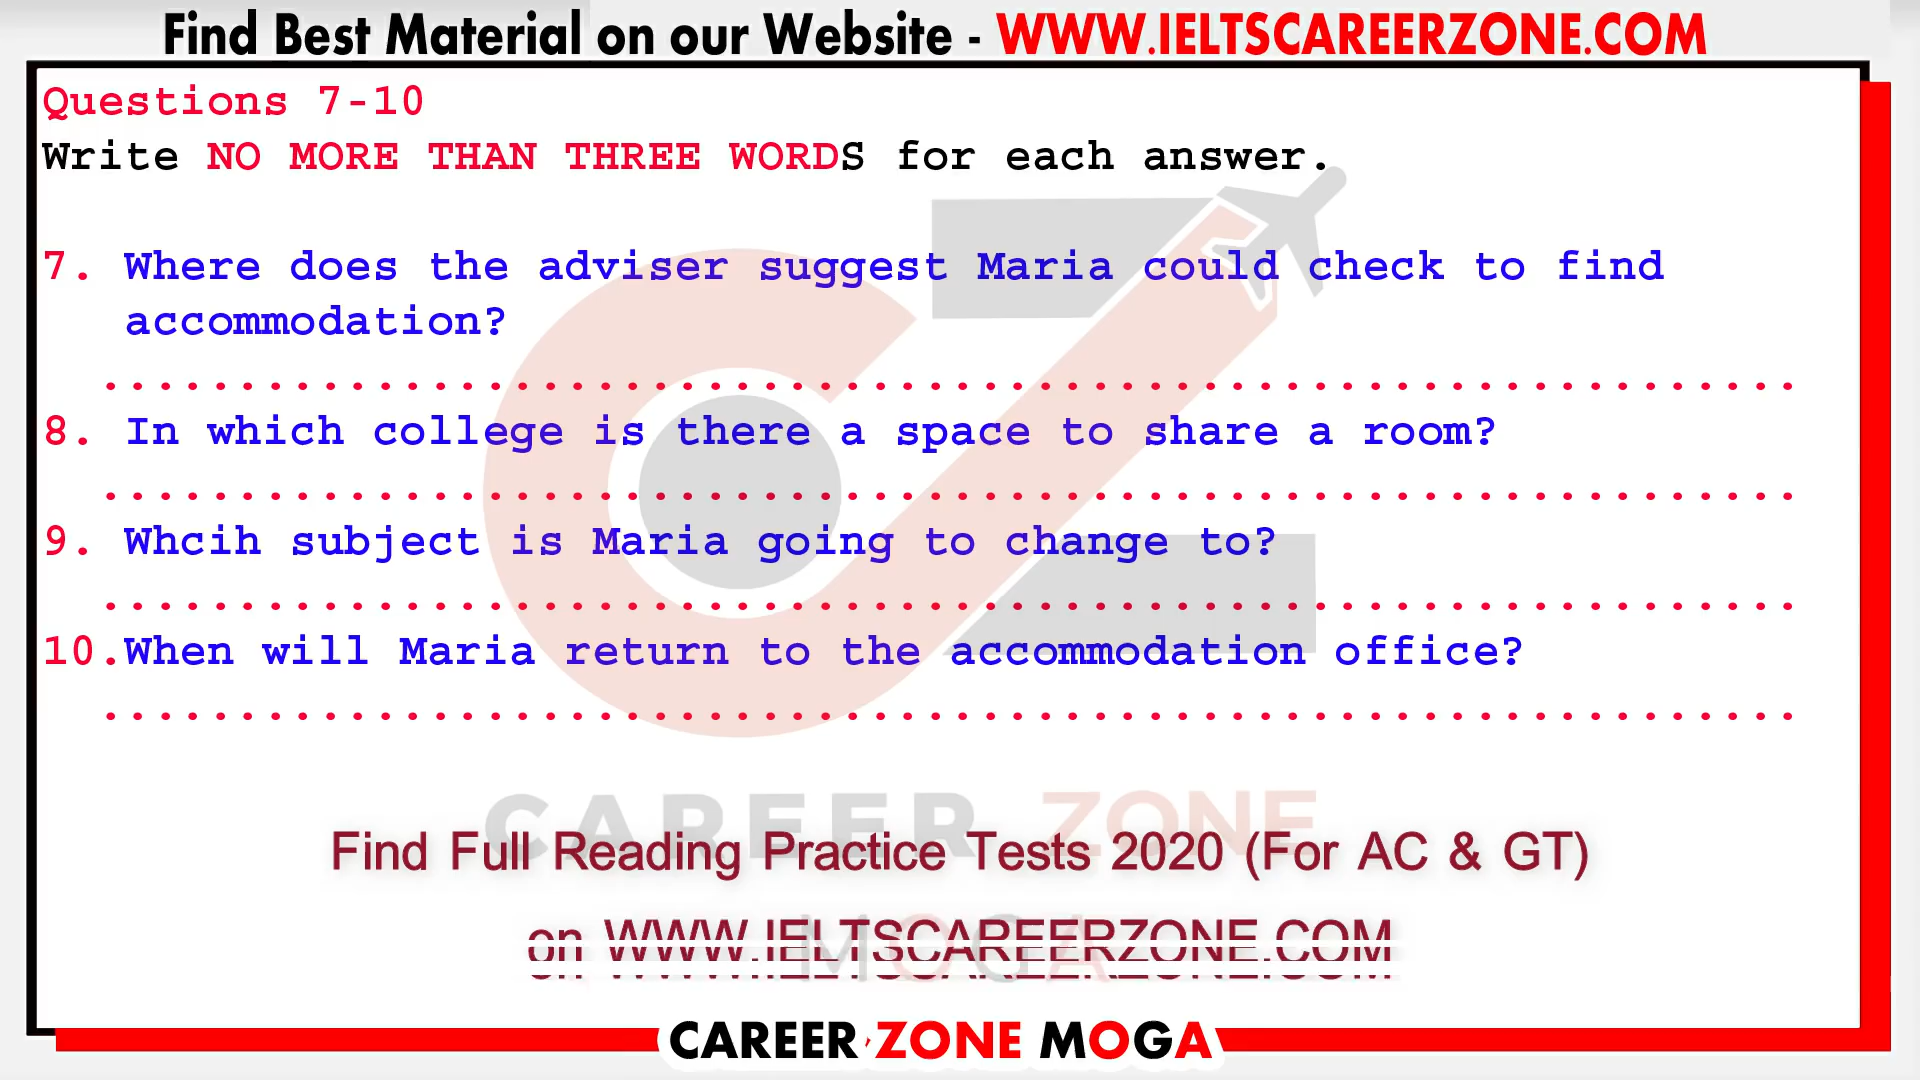 Find Best Material on our Website - WWW.IELTSCAREERZONE.COM
Questions 7-10
Write NO MORE THAN THREE WORDS for each answer.
7. Where does the adviser suggest Maria could check to find
accommodation?
..............................................................
8. In which college is there a space to share a room?
..............................................................
9. Whcih subject is Maria going to change to?
..............................................................
10.When will Maria return to the accommodation office?
..............................................................
CAREER ZONE
Find Full Reading Practice Tests 2020 (For AC & GT)
MOGA
on WWW.IELTSCAREERZONE.COM
CAREER ZONE MOGA